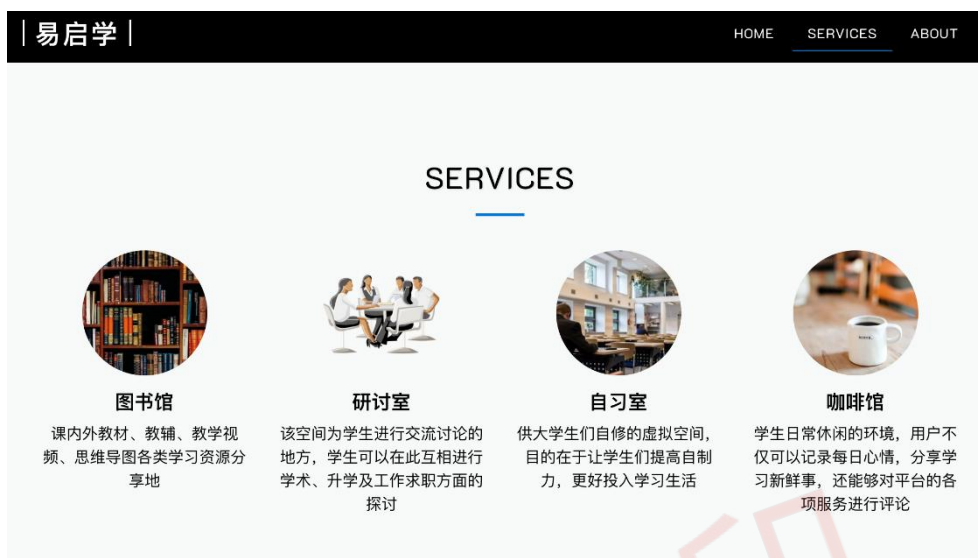 |易启学|
HOME SERVICES ABOUT
SERVICES
图书馆
课内外教材、教辅、教学视
频、思维导图各类学习资源分
享地
研讨室
该空间为学生进行交流讨论的
地方，学生可以在此互相进行
学术、升学及工作求职方面的
探讨
自习室
供大学生们自修的虚拟空间，
目的在于让学生们提高自制
力，更好投入学习生活
咖啡馆
学生日常休闲的环境，用户不
仅可以记录每日心情，分享学
习新鲜事，还能够对平台的各
项服务进行评论